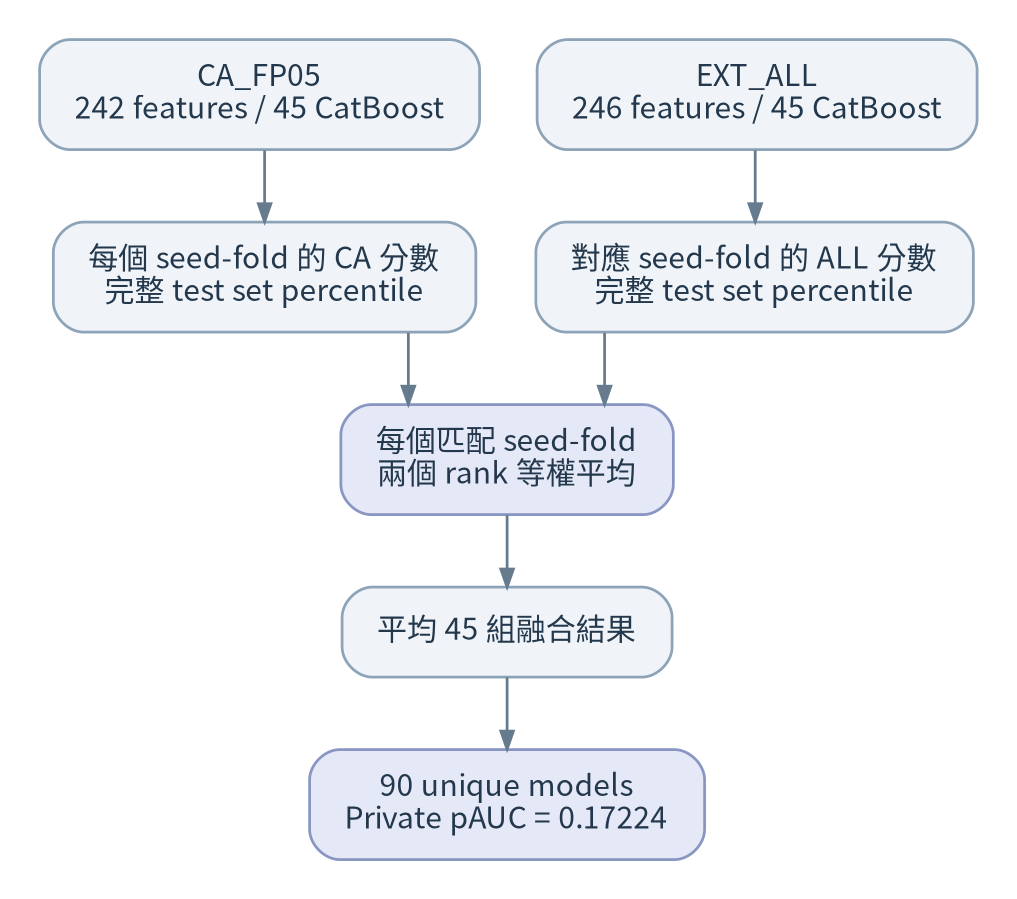 CA_FP05
242 features / 45 CatBoost
EXT_ALL
246 features / 45 CatBoost
每個 seed-fold 的 CA 分數
完整 test set percentile
對應 seed-fold 的 ALL 分數
完整 test set percentile
每個匹配 seed-fold
兩個 rank 等權平均
平均 45 組融合結果
90 unique models
Private pAUC = 0.17224